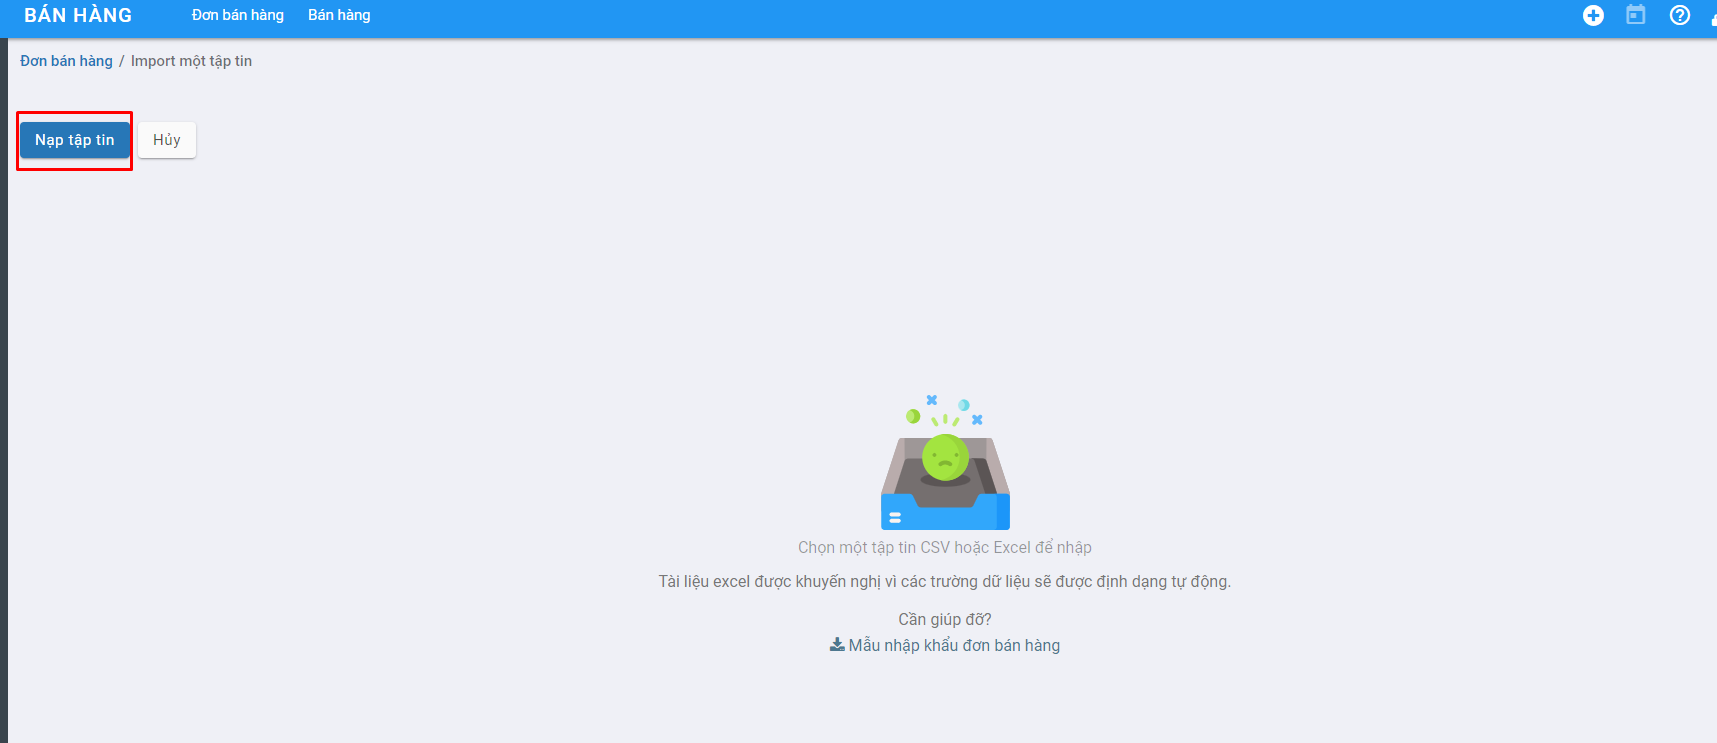 BÁN HÀNG Đơn bán hàng Bán hàng
Đơn bán hàng / Import một tập tin
Nạp tập tin Hủy
Chọn một tập tin CSV hoặc Excel để nhập
Tài liệu excel được khuyến nghị vì các trường dữ liệu sẽ được định dạng tự động.
Cần giúp đỡ?
Mẫu nhập khẩu đơn bán hàng